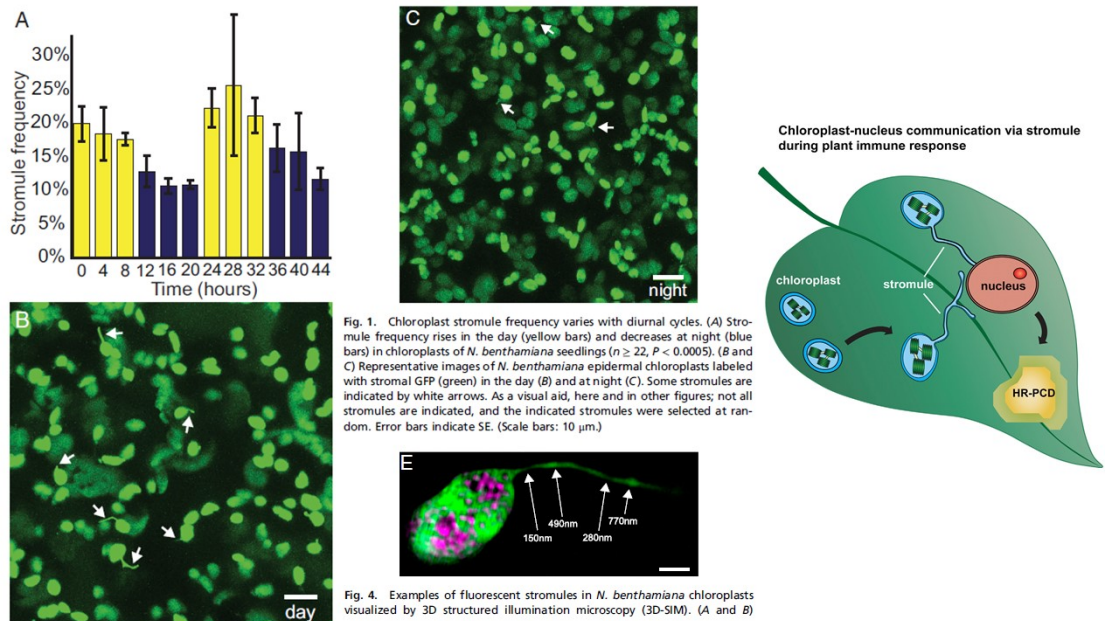 A
Stromule frequency
30%
25%
20%
15%
10%
5%
0%
0 4 8 12 16 20 24 28 32 36 40 44
Time (hours)
B
day
C
night
Fig. 1. Chloroplast stromule frequency varies with diurnal cycles. (A) Stro-
mule frequency rises in the day (yellow bars) and decreases at night (blue
bars) in chloroplasts of N. benthamiana seedlings (n ≥ 22, P < 0.0005). (B and
C) Representative images of N. benthamiana epidermal chloroplasts labeled
with stromal GFP (green) in the day (B) and at night (C). Some stromules are
indicated by white arrows. As a visual aid, here and in other figures; not all
stromules are indicated, and the indicated stromules were selected at ran-
dom. Error bars indicate SE. (Scale bars: 10 μm.)
E
150nm
490nm
280nm
770nm
Fig. 4. Examples of fluorescent stromules in N. benthamiana chloroplasts
visualized by 3D structured illumination microscopy (3D-SIM). (A and B)
Chloroplast-nucleus communication via stromule
during plant immune response
chloroplast
stromule
nucleus
HR-PCD